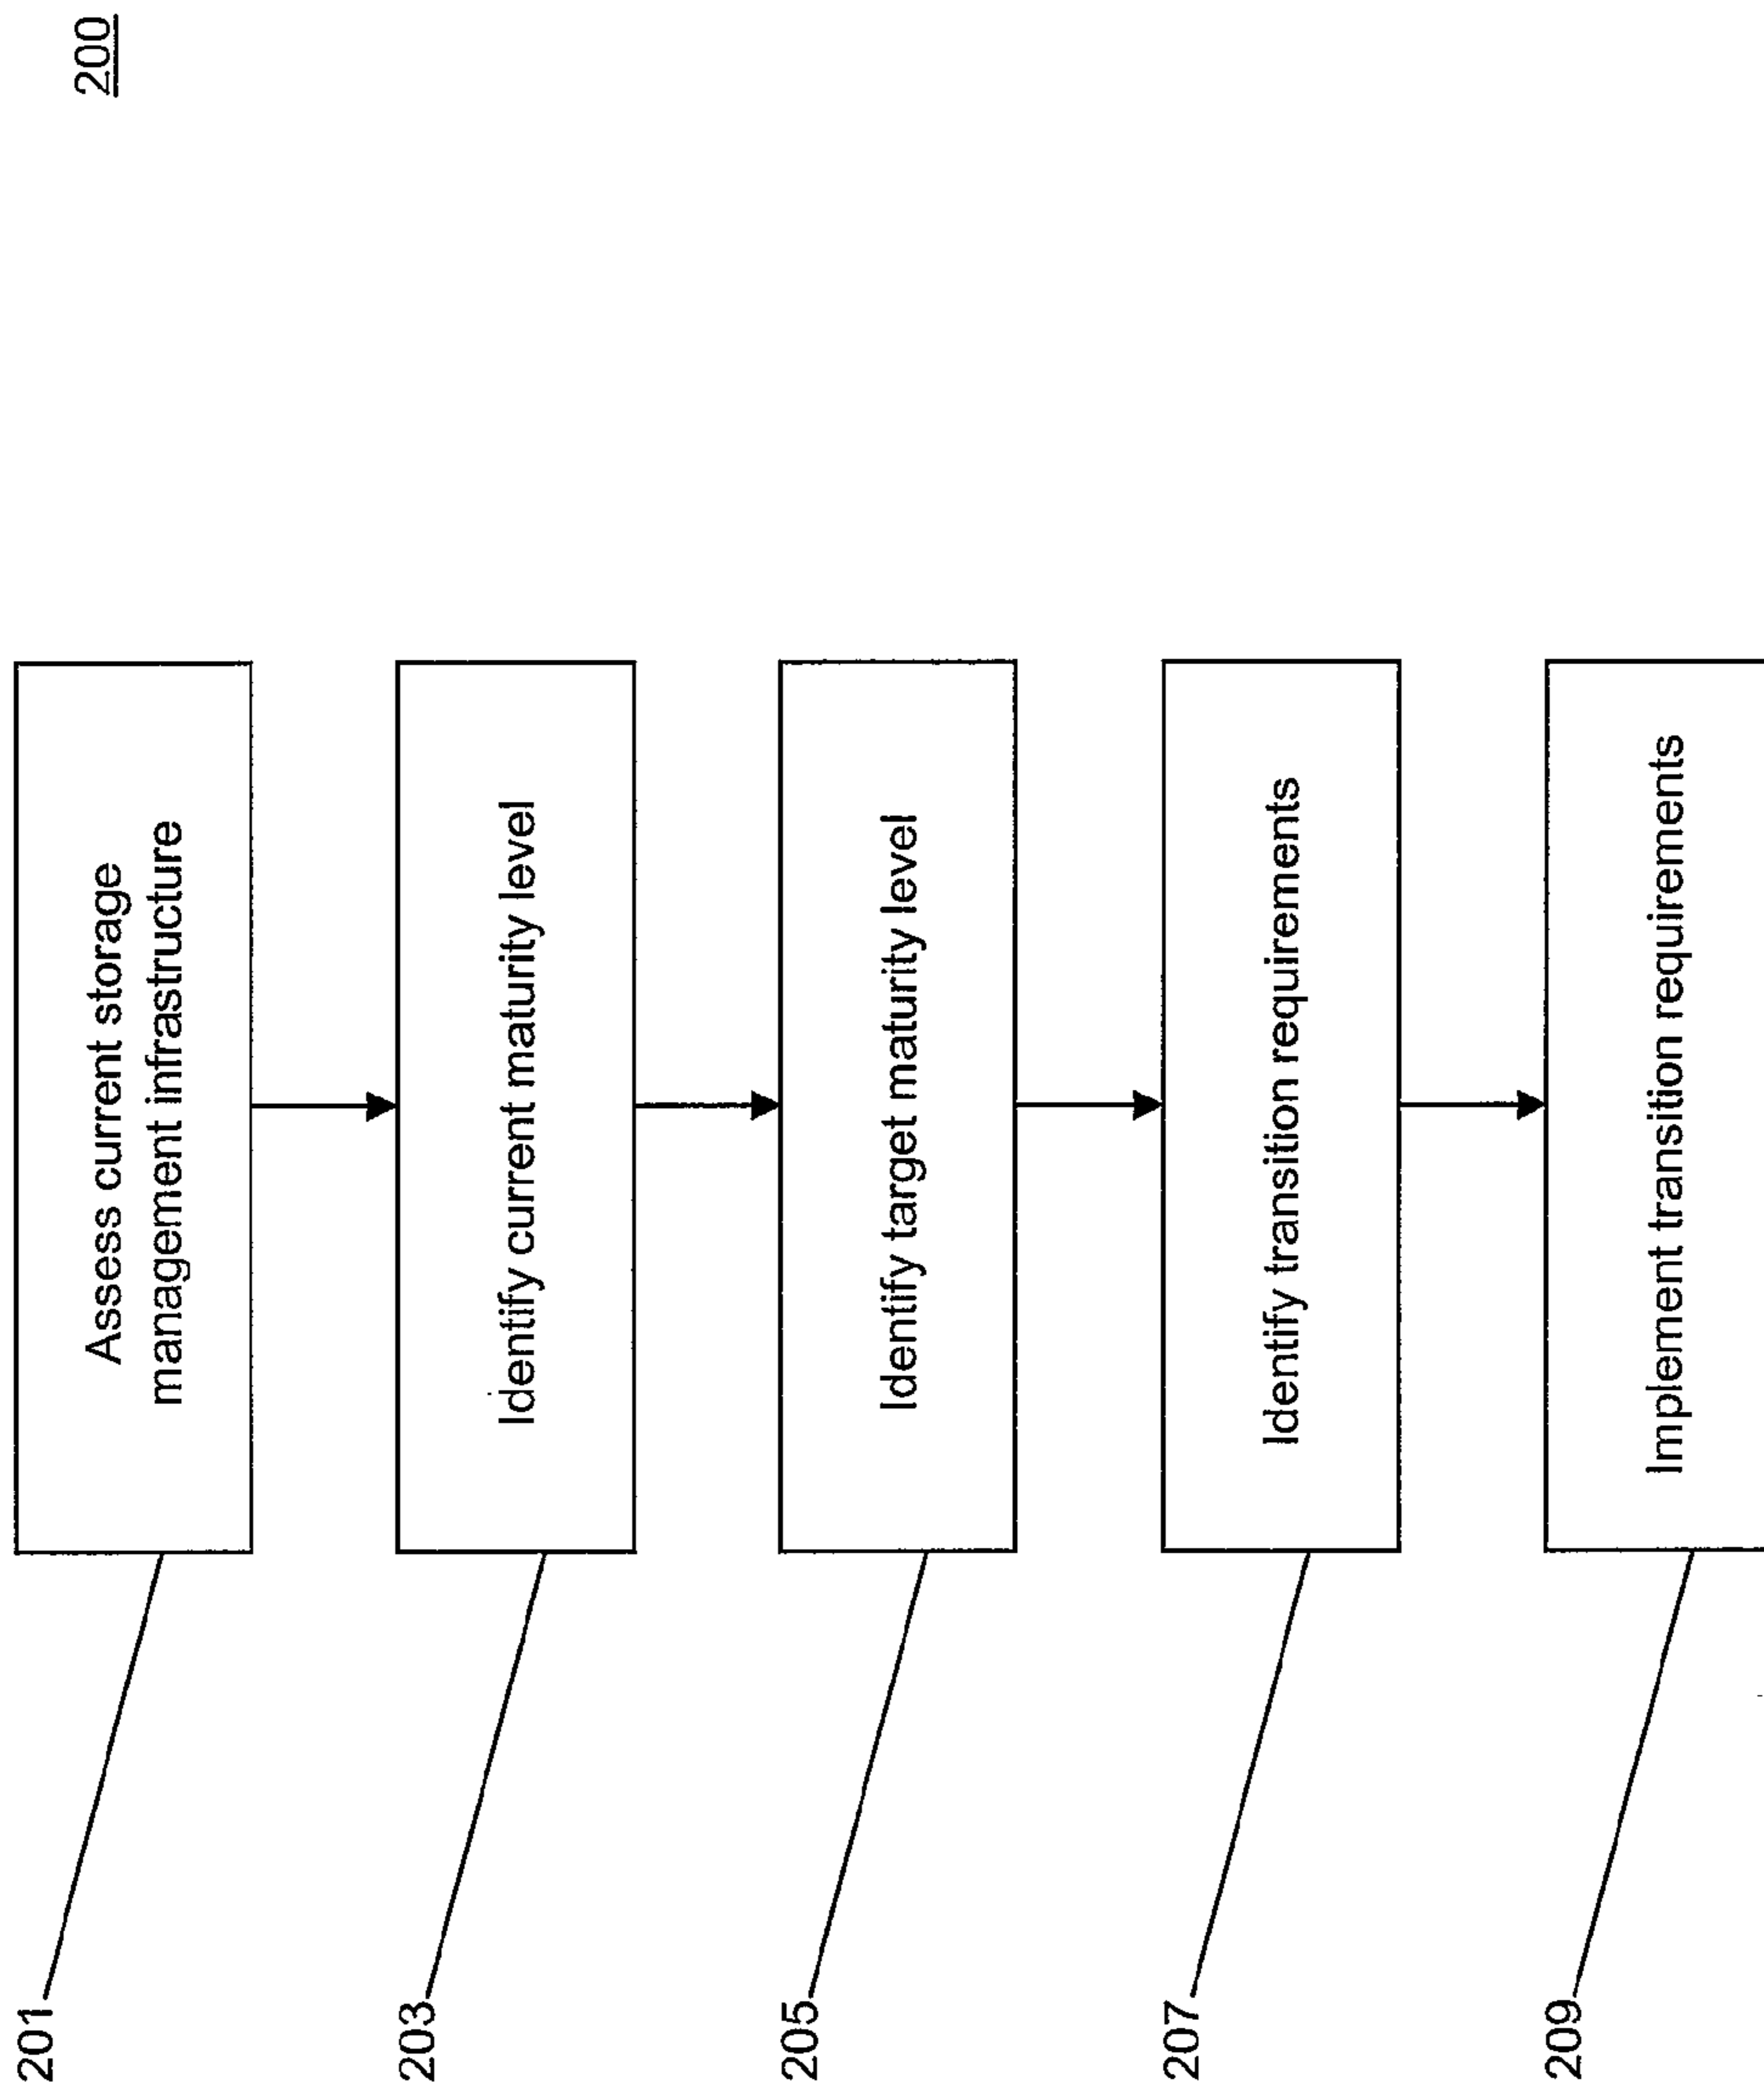 200
201
Assess current storage
management infrastructure
203
Identify current maturity level
205
Identify target maturity level
207
Identify transition requirements
209
Implement transition requirements